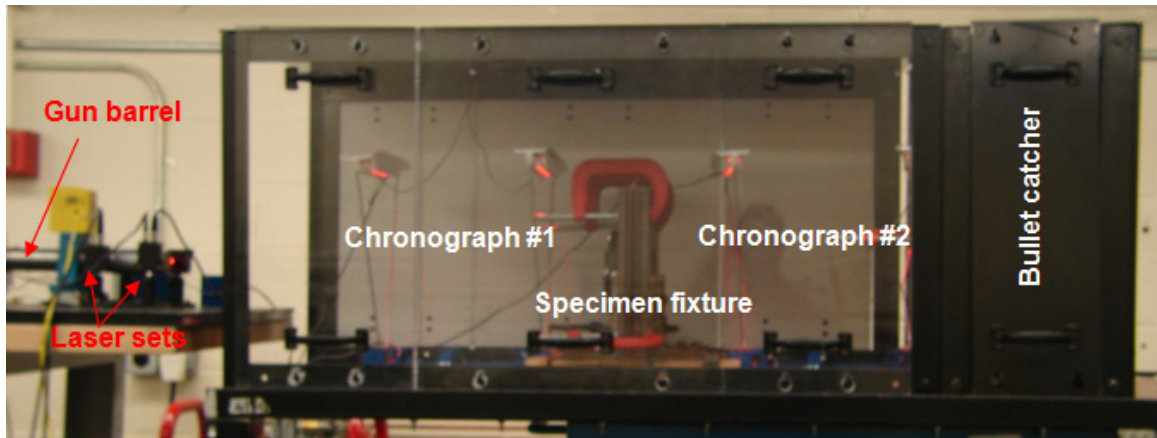 Gun barrel
Laser sets
Chronograph #1
Specimen fixture
Chronograph #2
Bullet catcher